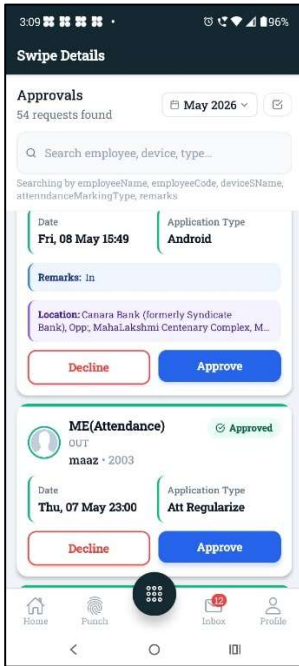 3:09
96%
Swipe Details
Approvals
54 requests found
May 2026
Search employee, device, type...
Searching by employeeName, employeeCode, deviceSName,
attenndanceMarkingType, remarks
Date
Fri, 08 May 15:49
Application Type
Android
Remarks: In
Location: Canara Bank (formerly Syndicate
Bank), Opp:, MahaLakshmi Centenary Complex, M...
Decline
Approve
ME(Attendance)
Approved
OUT
maaz • 2003
Date
Thu, 07 May 23:00
Application Type
Att Regularize
Decline
Approve
Home
Punch
12
Inbox
Profile